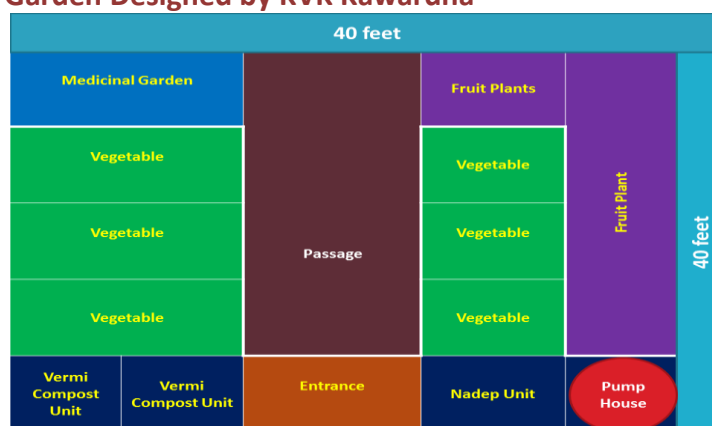 Garden Designed by KVK Kawardha
40 feet
Medicinal Garden
Fruit Plants
Vegetable
Vegetable
Fruit Plant
40 feet
Vegetable
Vegetable
Passage
Vegetable
Vegetable
Vermi
Compost
Unit
Vermi
Compost Unit
Entrance
Nadep Unit
Pump
House